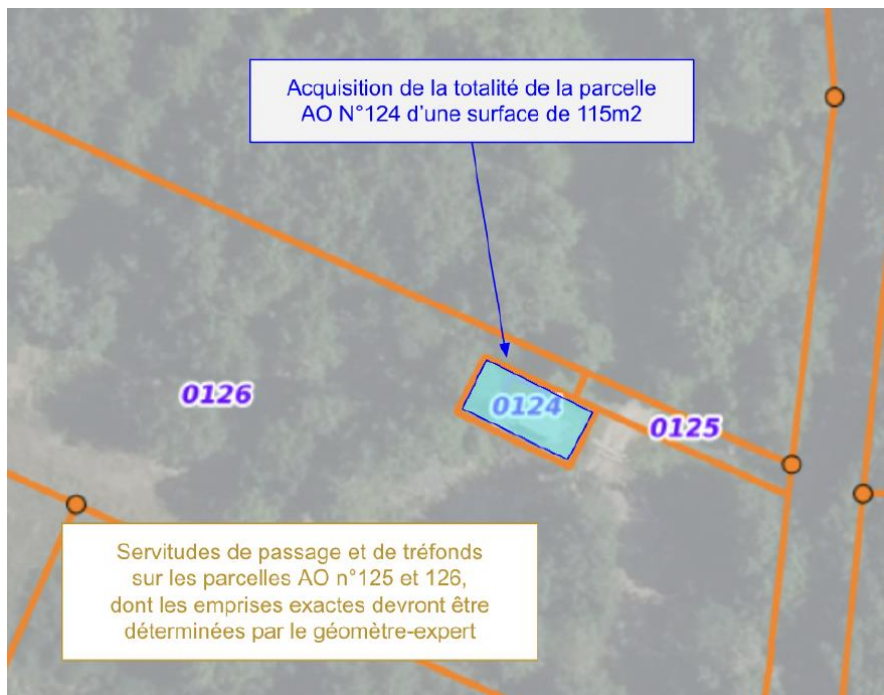 Acquisition de la totalité de la parcelle
AO N°124 d'une surface de 115m2
0126
0124
0125
Servitudes de passage et de tréfonds
sur les parcelles AO n°125 et 126,
dont les emprises exactes devront être
déterminées par le géomètre-expert